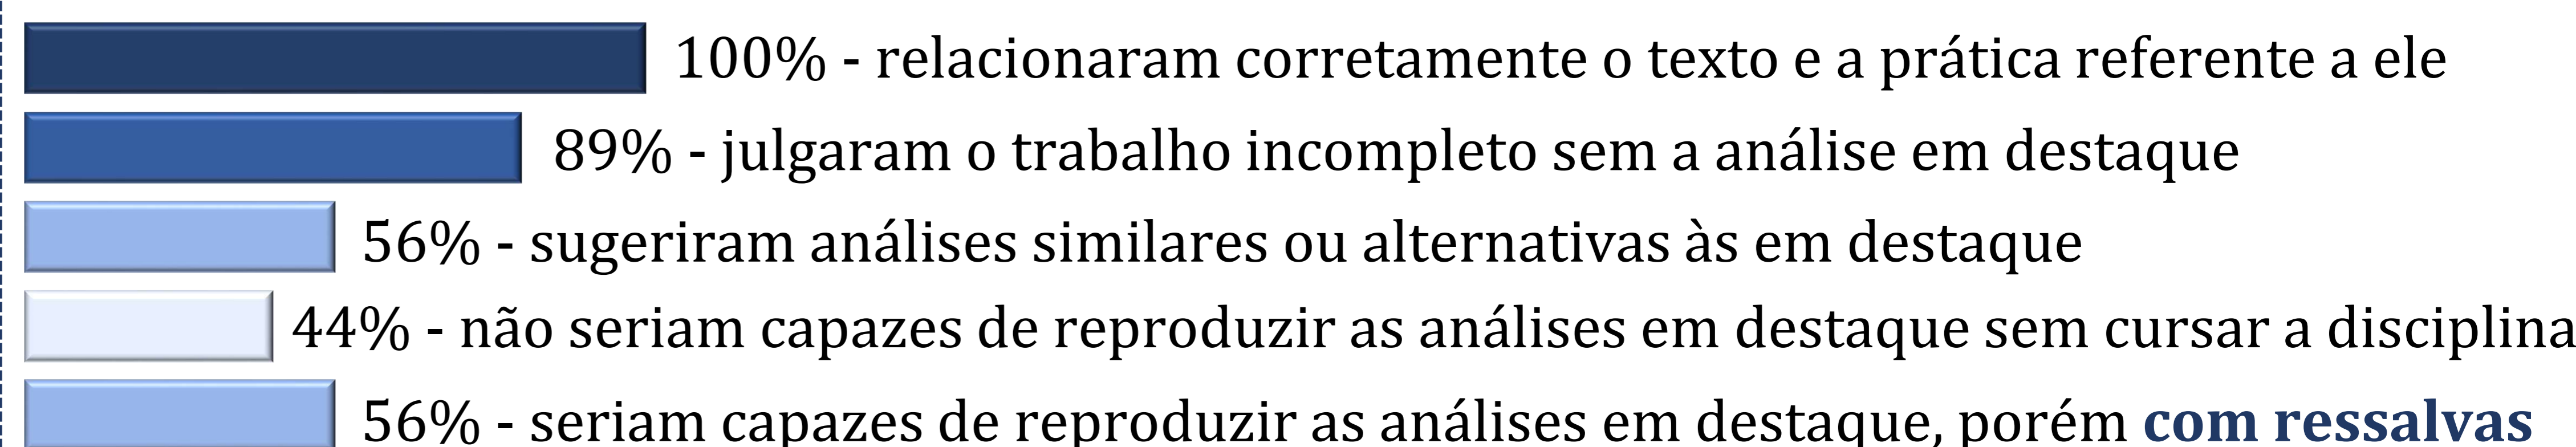 100% - relacionaram corretamente o texto e a prática referente a ele
89% - julgaram o trabalho incompleto sem a análise em destaque
56% - sugeriram análises similares ou alternativas às em destaque
44% - não seriam capazes de reproduzir as análises em destaque sem cursar a disciplina
56% - seriam capazes de reproduzir as análises em destaque, porém com ressalvas